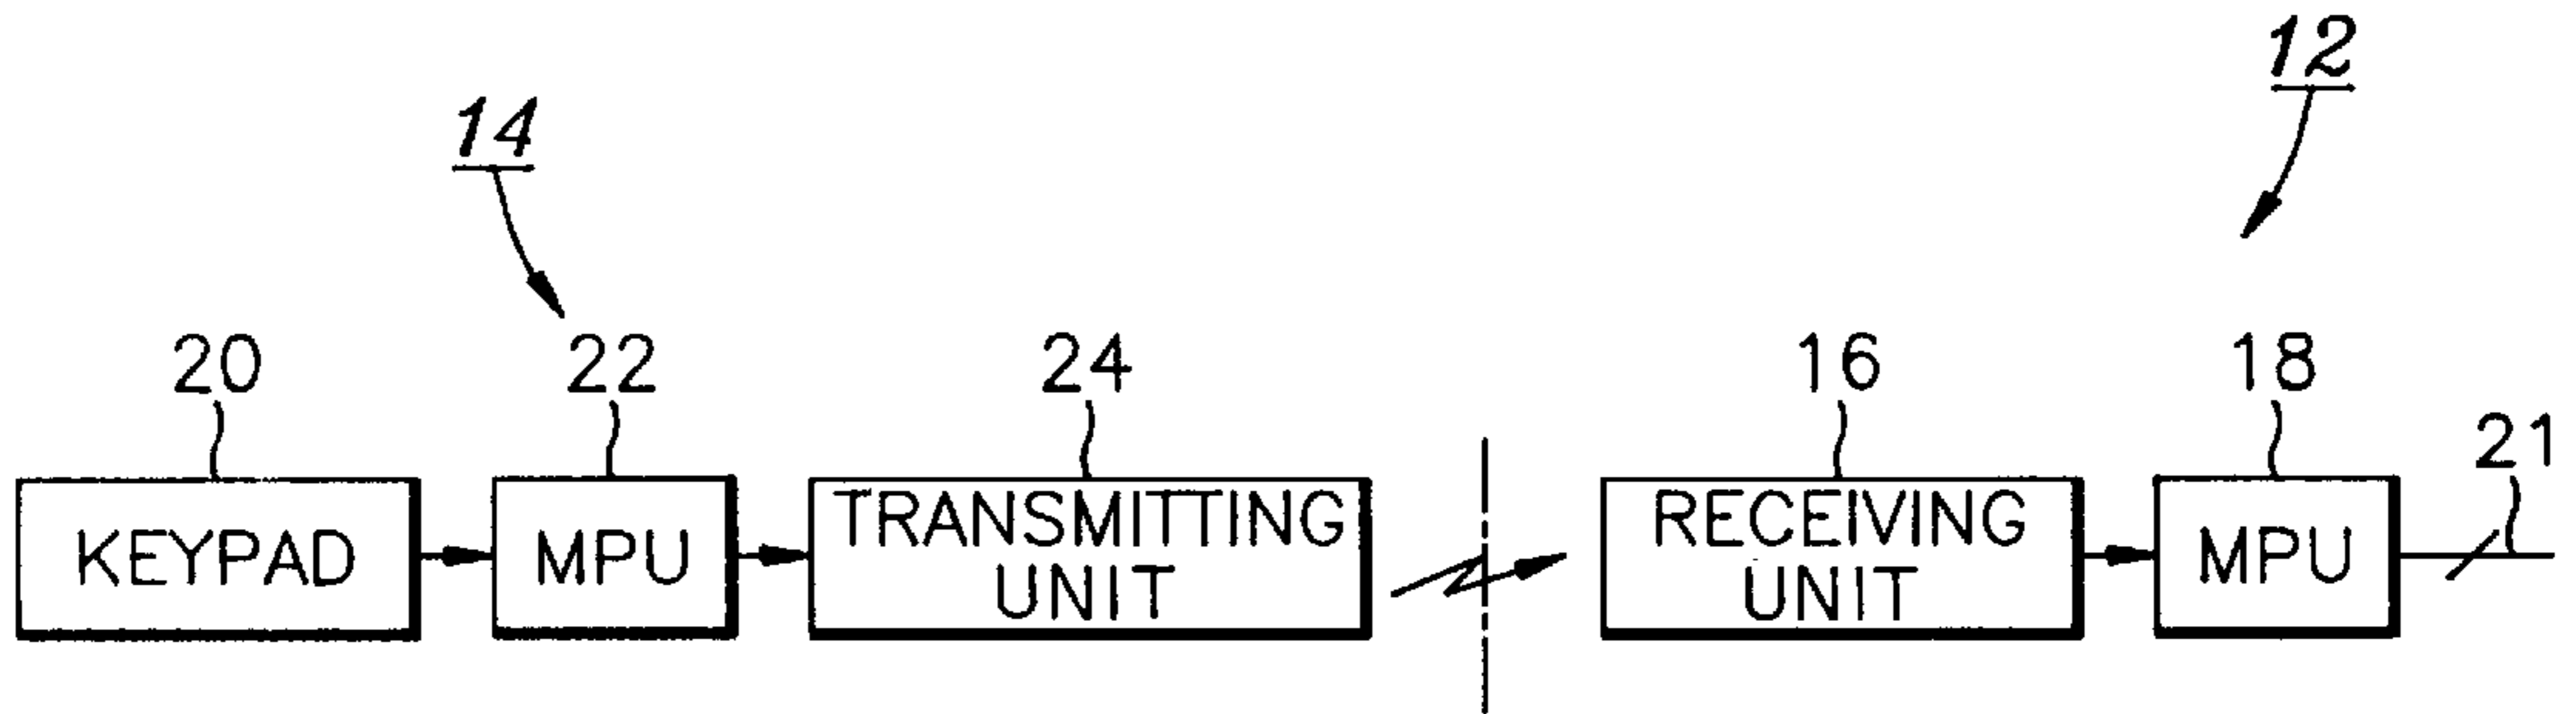 12
14
20 22 24 16 18 21
KEYPAD MPU TRANSMITTING UNIT RECEIVING UNIT MPU